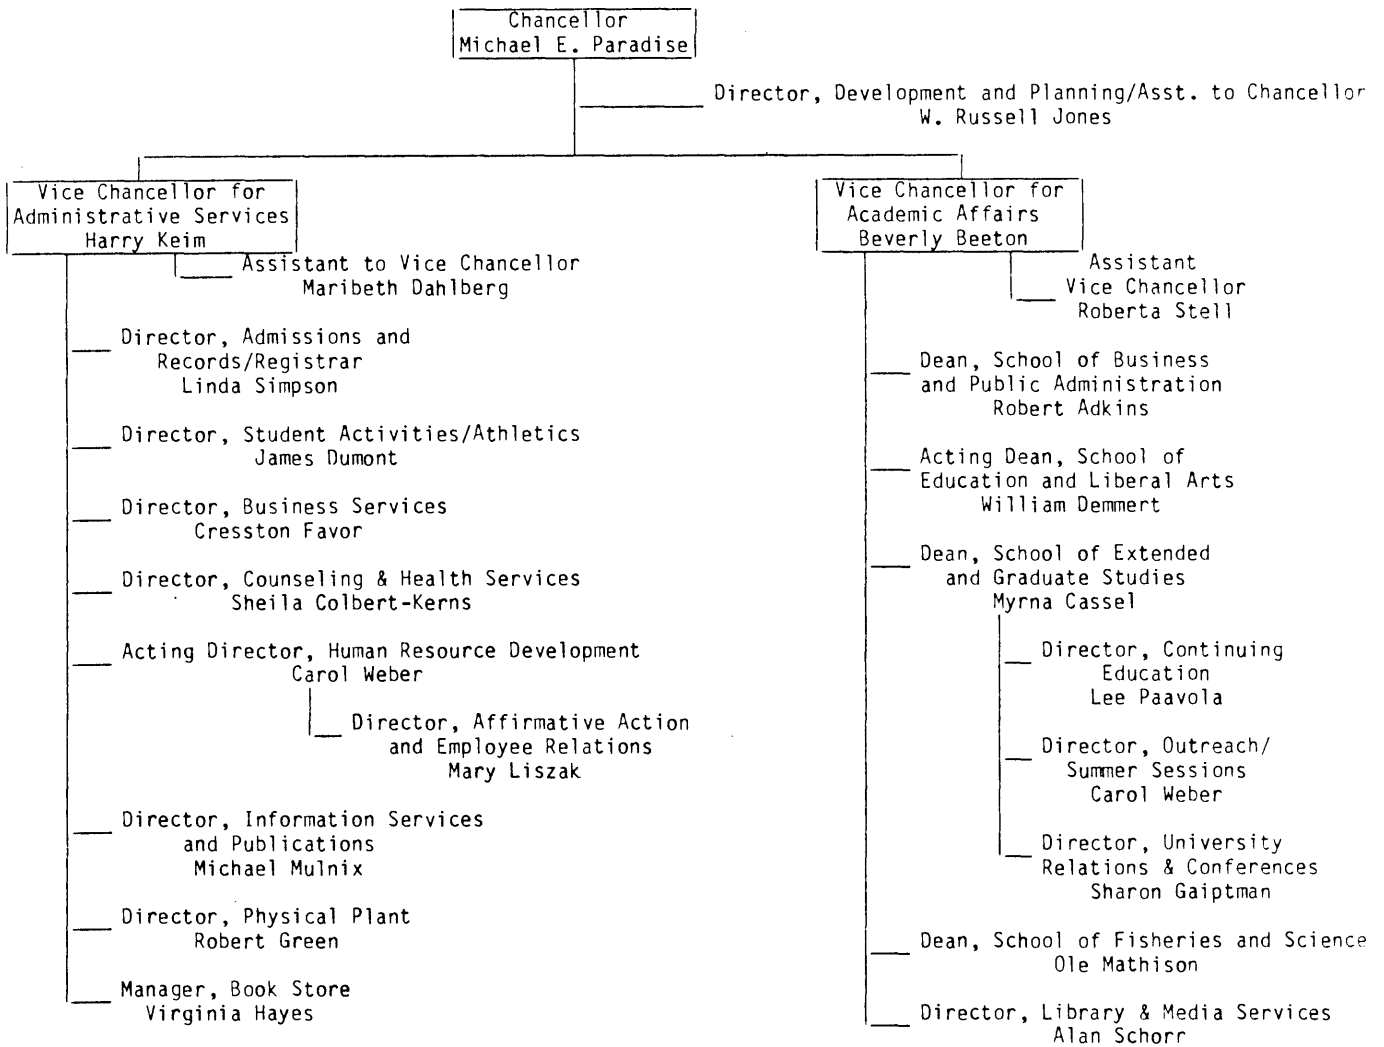 Chancellor
Michael E. Paradise
Director, Development and Planning/Asst. to Chancellor
W. Russell Jones
Vice Chancellor for
Administrative Services
Harry Keim
Assistant to Vice Chancellor
Maribeth Dahlberg
Director, Admissions and
Records/Registrar
Linda Simpson
Director, Student Activities/Athletics
James Dumont
Director, Business Services
Cresston Favor
Director, Counseling & Health Services
Sheila Colbert-Kerns
Acting Director, Human Resource Development
Carol Weber
Director, Affirmative Action
and Employee Relations
Mary Liszak
Director, Information Services
and Publications
Michael Mulnix
Director, Physical Plant
Robert Green
Manager, Book Store
Virginia Hayes
Vice Chancellor for
Academic Affairs
Beverly Beeton
Assistant
Vice Chancellor
Roberta Stell
Dean, School of Business
and Public Administration
Robert Adkins
Acting Dean, School of
Education and Liberal Arts
William Demmert
Dean, School of Extended
and Graduate Studies
Myrna Cassel
Director, Continuing
Education
Lee Paavola
Director, Outreach/
Summer Sessions
Carol Weber
Director, University
Relations & Conferences
Sharon Gaiptman
Dean, School of Fisheries and Science
Ole Mathison
Director, Library & Media Services
Alan Schorr